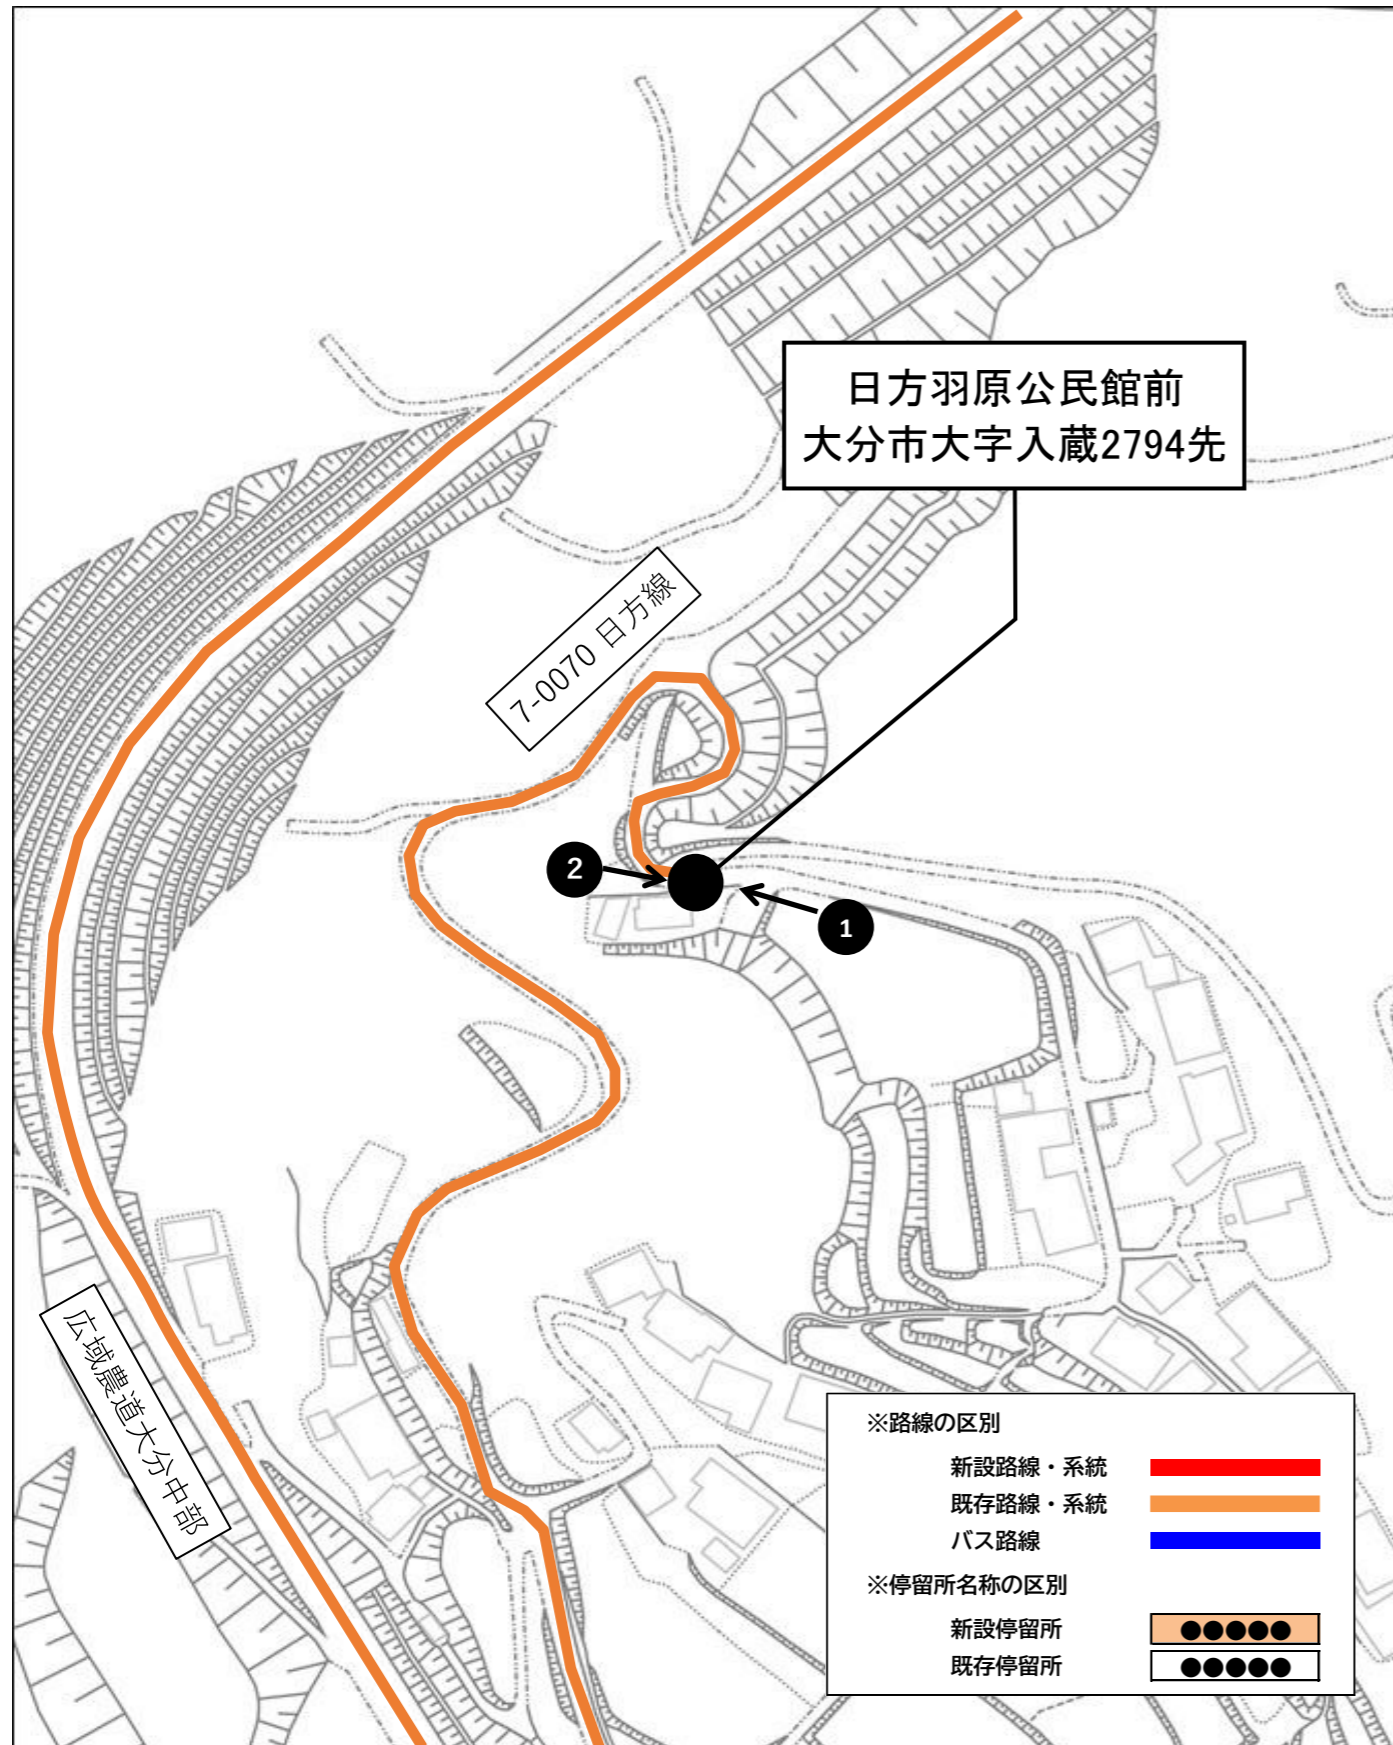 日方羽原公民館前
大分市大字入蔵2794先
7-0070 日方線
2
1
広域農道大分中部
※路線の区別
新設路線・系統
既存路線・系統
バス路線
※停留所名称の区別
新設停留所
●●●●●
既存停留所
●●●●●